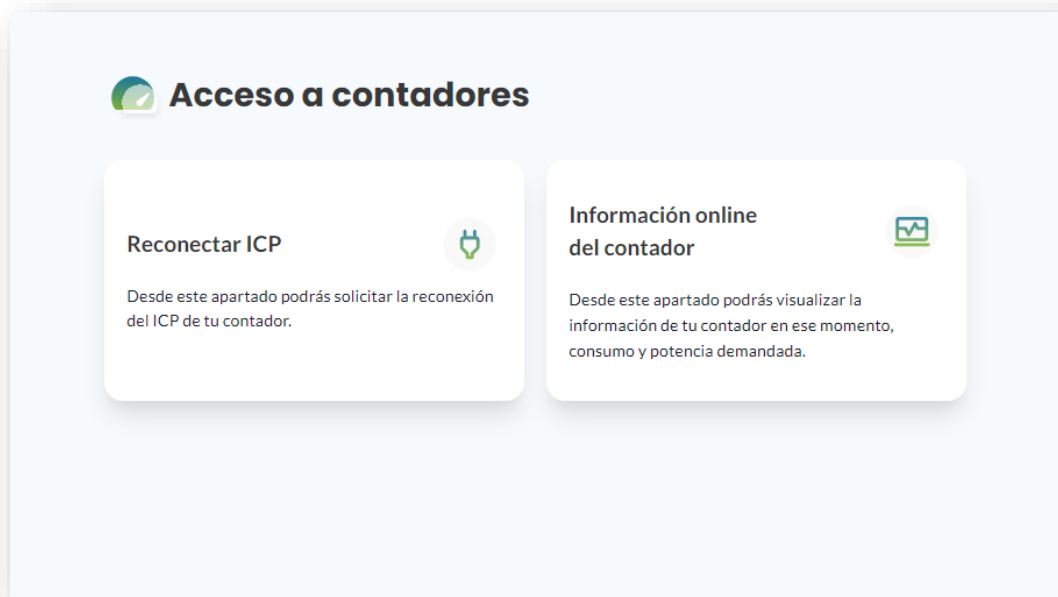 Acceso a contadores
Reconectar ICP
Desde este apartado podrás solicitar la reconexión
del ICP de tu contador.
Información online
del contador
Desde este apartado podrás visualizar la
información de tu contador en ese momento,
consumo y potencia demandada.